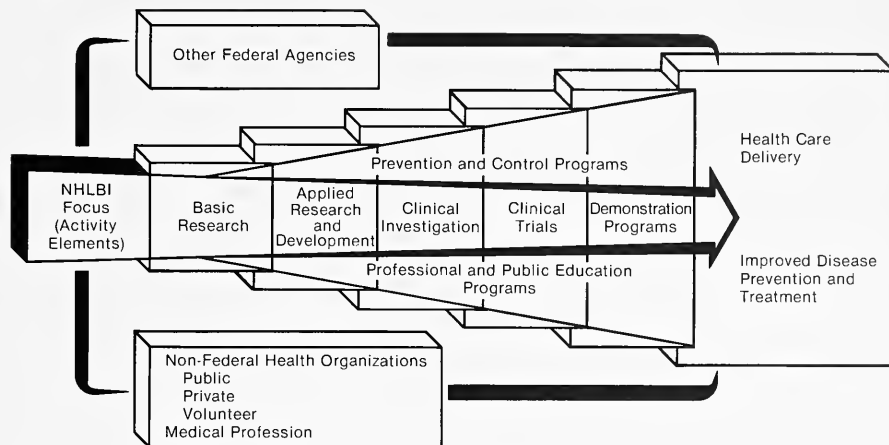 Other Federal Agencies
NHLBI
Focus
(Activity
Elements)
Basic
Research
Applied
Research
and
Development
Clinical
Investigation
Clinical
Trials
Demonstration
Programs
Prevention and Control Programs
Professional and Public Education
Programs
Health Care
Delivery
Improved Disease
Prevention and
Treatment
Non-Federal Health Organizations
Public
Private
Volunteer
Medical Profession